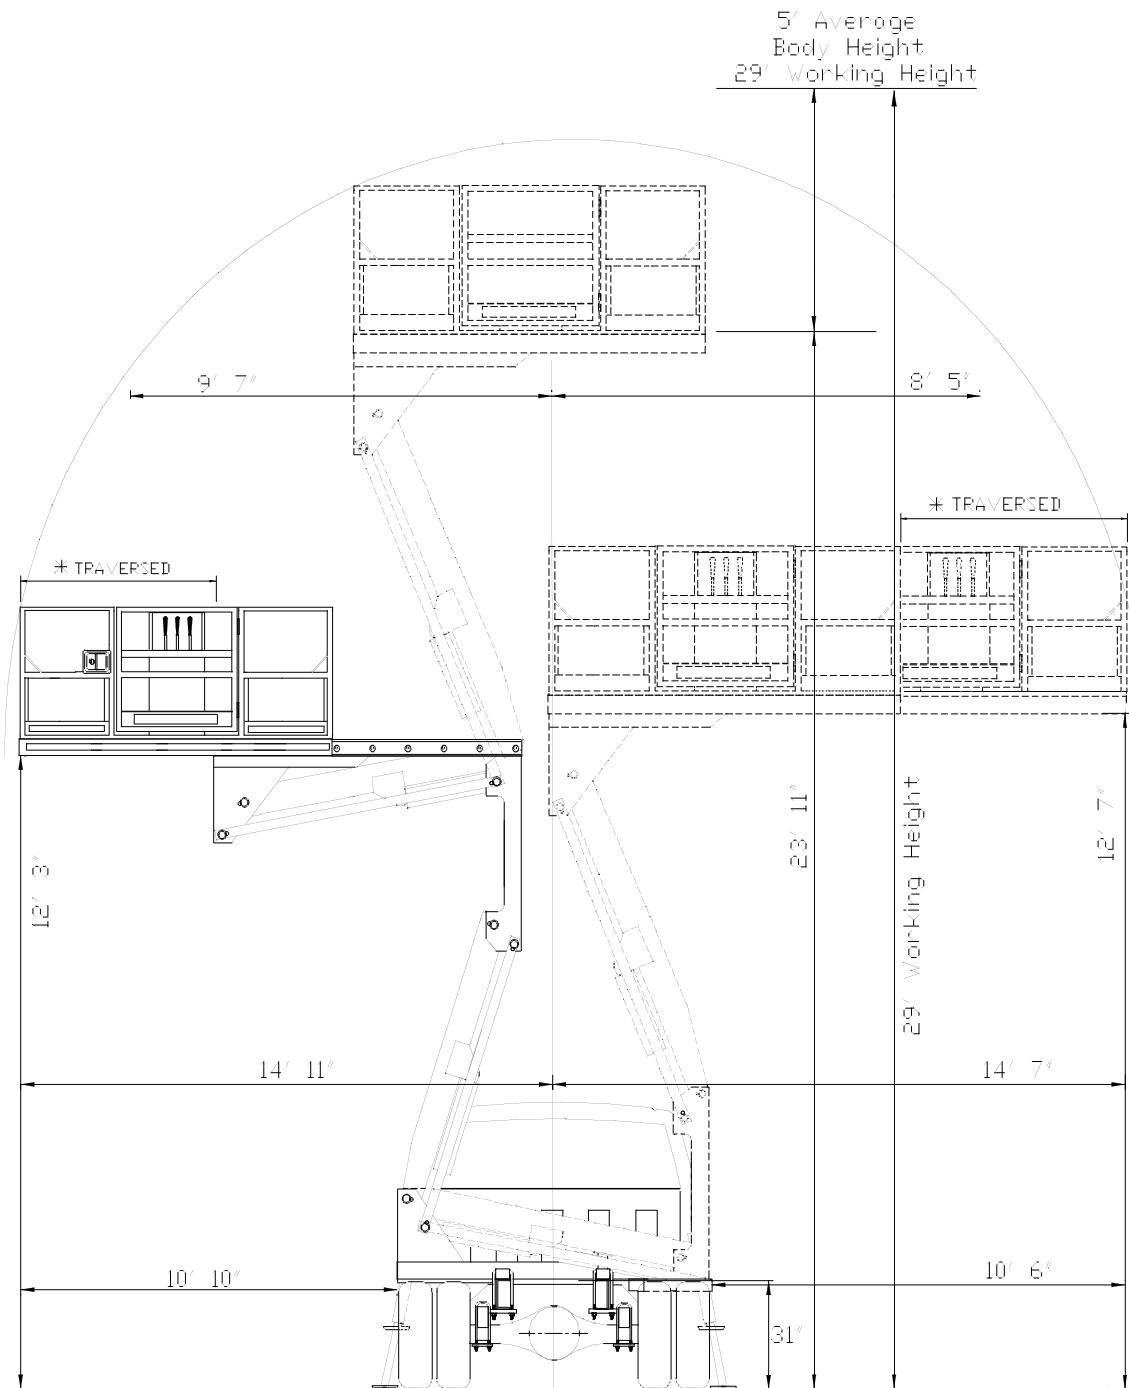 5' Average
Body Height
29' Working Height
9' 7"
8' 5"
* TRAVERSED
* TRAVERSED
12' 3"
23' 11"
29' Working Height
12' 7"
14' 11"
14' 7"
10' 10"
10' 6"
31"